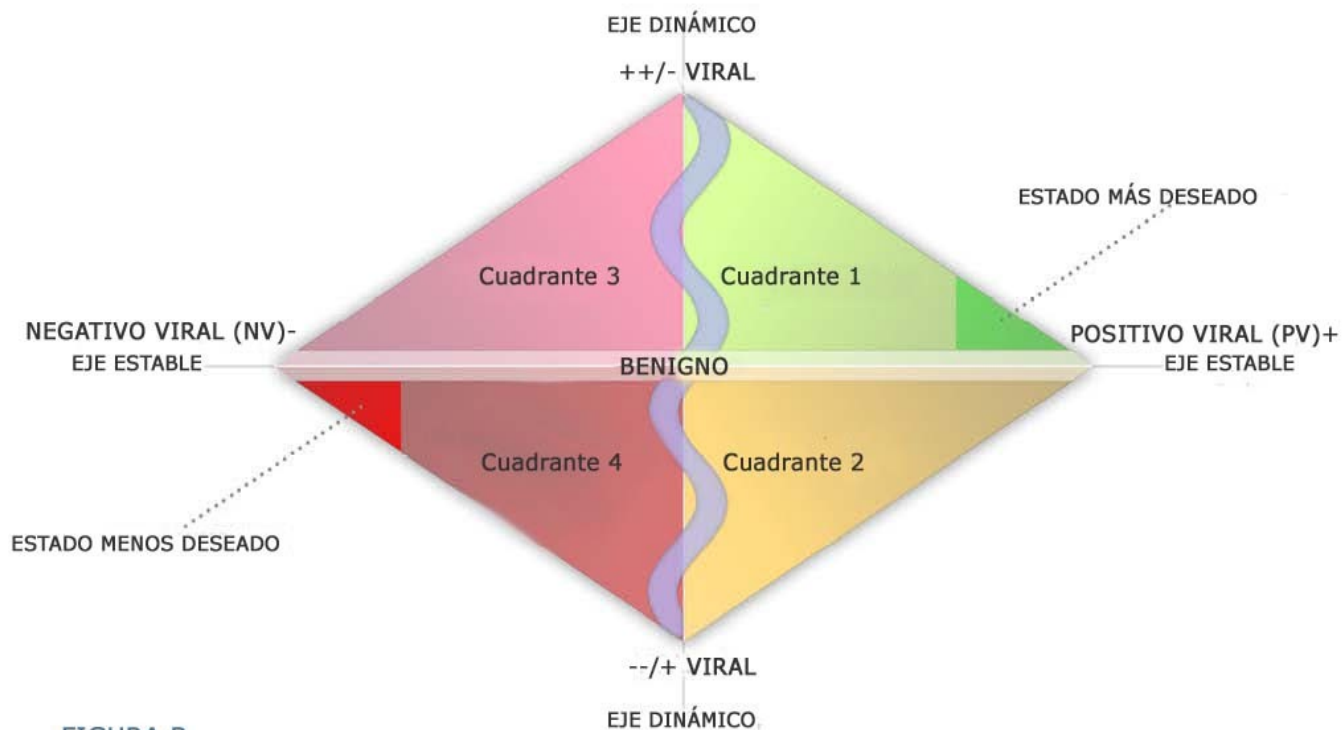 EJE DINÁMICO
++/- VIRAL
ESTADO MÁS DESEADO
Cuadrante 3
Cuadrante 1
NEGATIVO VIRAL (NV)-
POSITIVO VIRAL (PV)+
EJE ESTABLE
BENIGNO
EJE ESTABLE
Cuadrante 4
Cuadrante 2
ESTADO MENOS DESEADO
--/+ VIRAL
EJE DINÁMICO